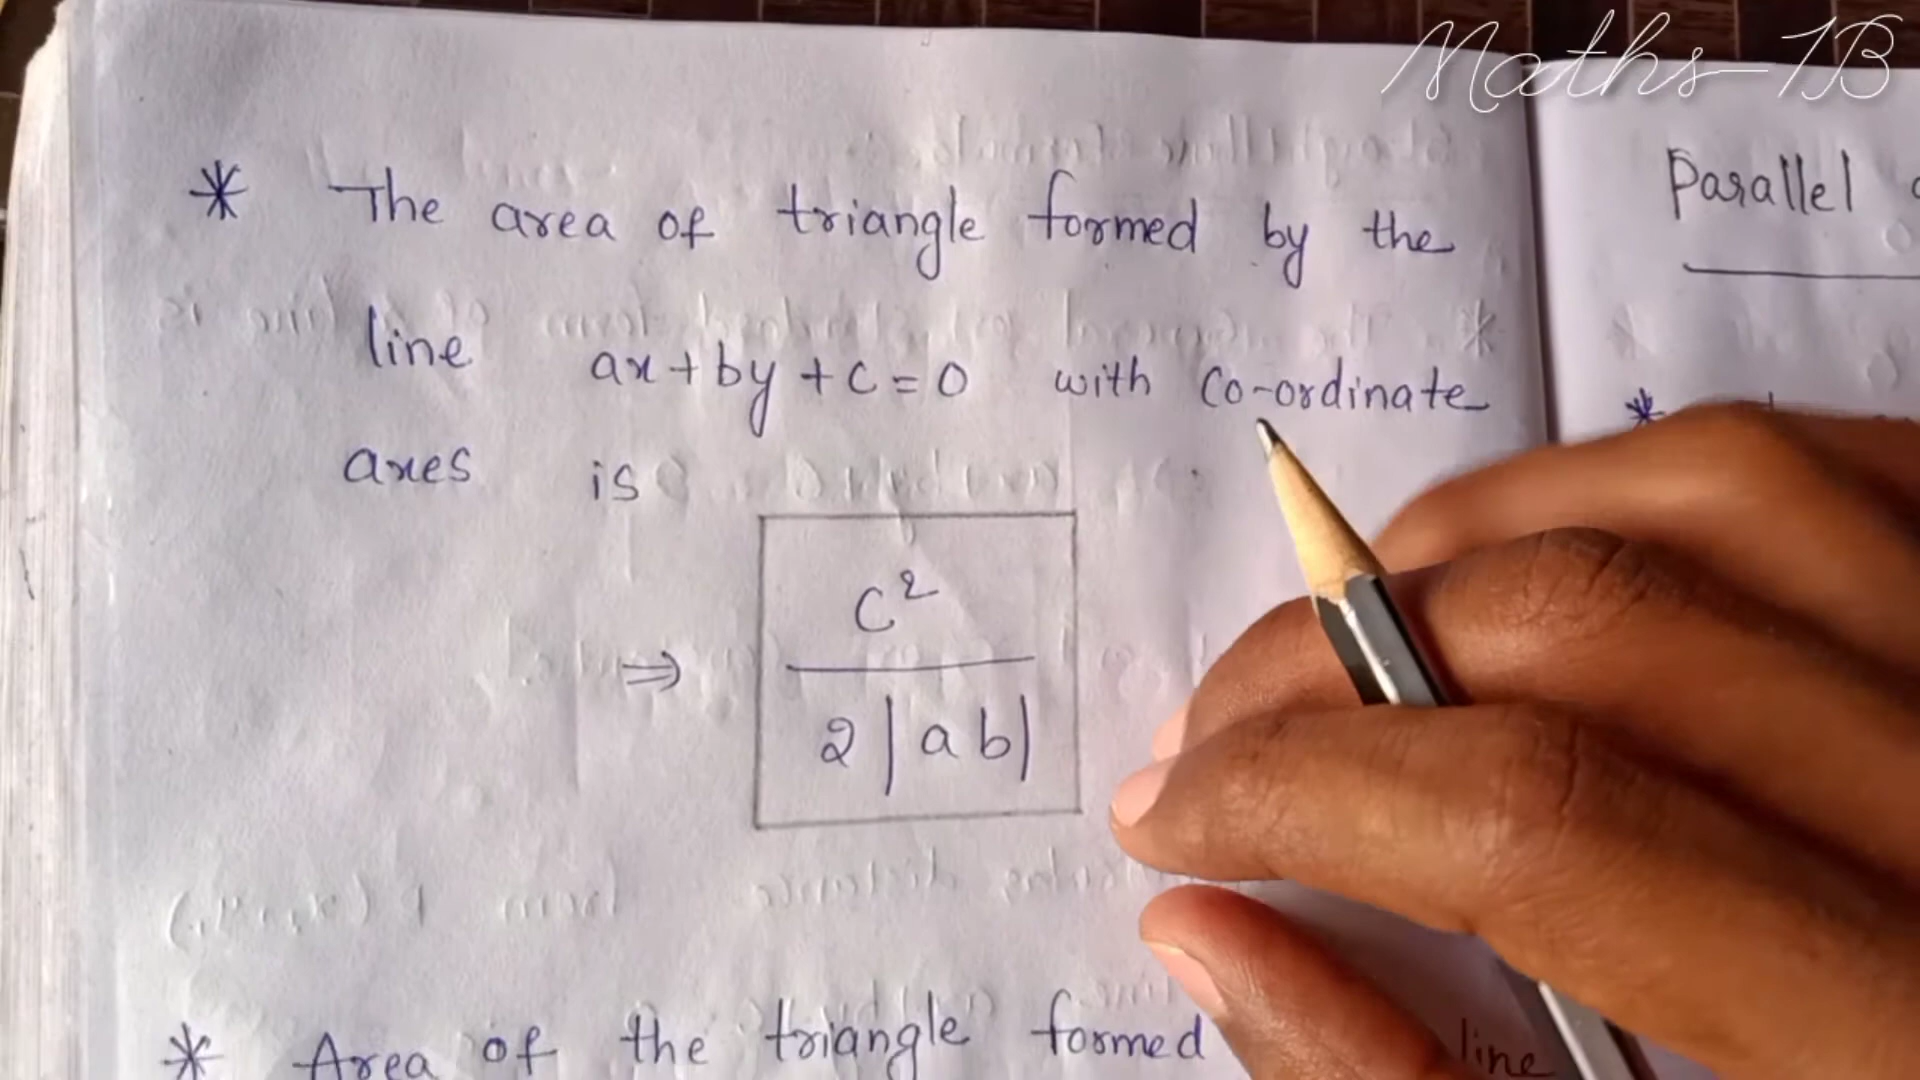 Maths-1B
* The area of triangle formed by the
line ax+by+c=0 with co-ordinate
axes is
⇒ c²
2|ab|
* Area of the triangle formed line
Parallel
*